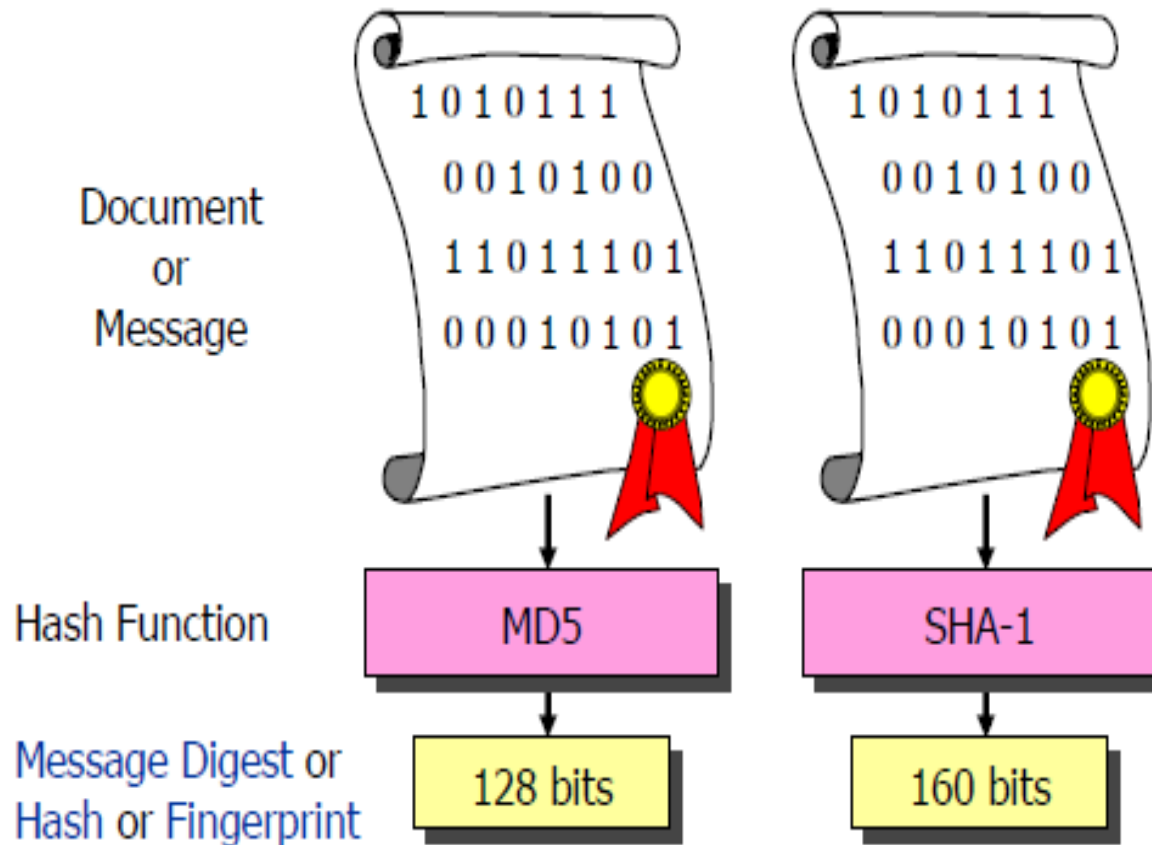 1 0 1 0 1 1 1
0 0 1 0 1 0 0
1 1 0 1 1 1 0 1
0 0 0 1 0 1 0 1
1 0 1 0 1 1 1
0 0 1 0 1 0 0
1 1 0 1 1 1 0 1
0 0 0 1 0 1 0 1
Document
or
Message
Hash Function
MD5
SHA-1
Message Digest or
Hash or Fingerprint
128 bits
160 bits